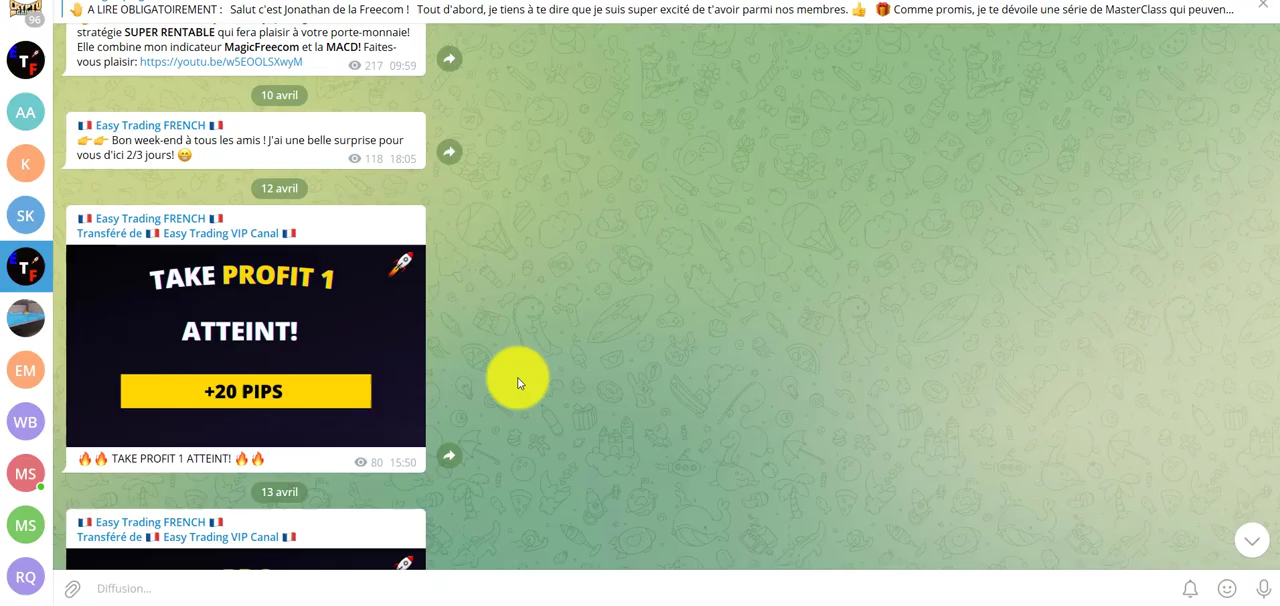 👋 A LIRE OBLIGATOIREMENT : Salut c'est Jonathan de la Freecom ! Tout d'abord, je tiens à te dire que je suis super excité de t'avoir parmi nos membres. 👍 🎁 Comme promis, je te dévoile une série de MasterClass qui peuven...
96
TF
AA
K
SK
TF
EM
WB
MS
MS
RQ
stratégie SUPER RENTABLE qui fera plaisir à votre porte-monnaie!
Elle combine mon indicateur MagicFreecom et la MACD! Faites-
vous plaisir: https://youtu.be/w5EOOLSXwyM
217 09:59
10 avril
🇫🇷 Easy Trading FRENCH 🇫🇷
👉👉 Bon week-end à tous les amis ! J'ai une belle surprise pour
vous d'ici 2/3 jours! 😁
118 18:05
12 avril
🇫🇷 Easy Trading FRENCH 🇫🇷
Transféré de 🇫🇷 Easy Trading VIP Canal 🇫🇷
TAKE PROFIT 1
ATTEINT!
+20 PIPS
🔥🔥 TAKE PROFIT 1 ATTEINT! 🔥🔥
80 15:50
13 avril
🇫🇷 Easy Trading FRENCH 🇫🇷
Transféré de 🇫🇷 Easy Trading VIP Canal 🇫🇷
Diffusion...